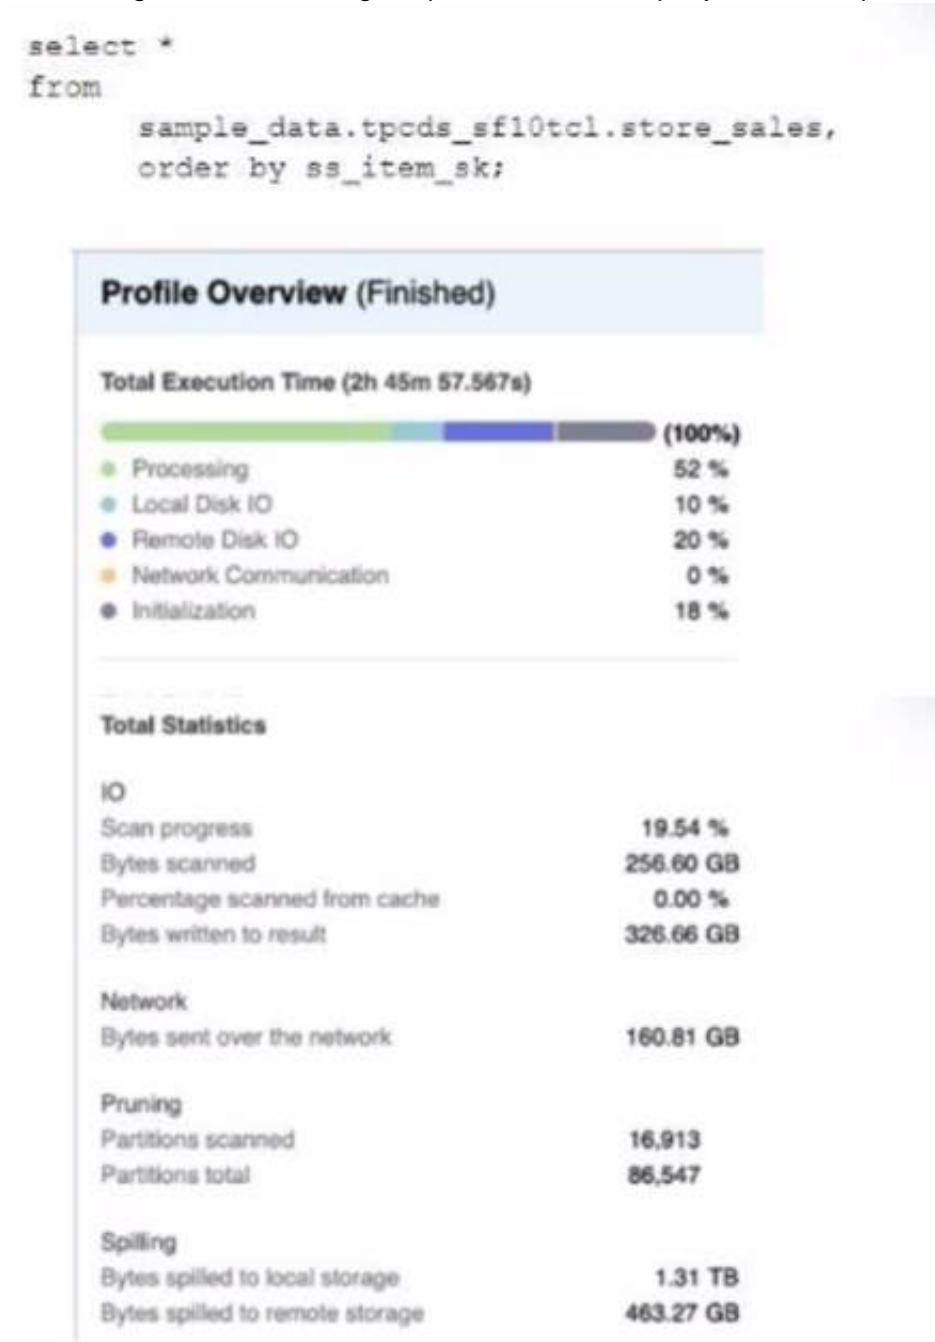 select *
from
sample_data.tpcds_sf10tcl.store_sales,
order by ss_item_sk;
Profile Overview (Finished)
Total Execution Time (2h 45m 57.567s)
(100%)
Processing 52 %
Local Disk IO 10 %
Remote Disk IO 20 %
Network Communication 0 %
Initialization 18 %
Total Statistics
IO
Scan progress 19.54 %
Bytes scanned 256.60 GB
Percentage scanned from cache 0.00 %
Bytes written to result 326.66 GB
Network
Bytes sent over the network 160.81 GB
Pruning
Partitions scanned 16,913
Partitions total 86,547
Spilling
Bytes spilled to local storage 1.31 TB
Bytes spilled to remote storage 463.27 GB